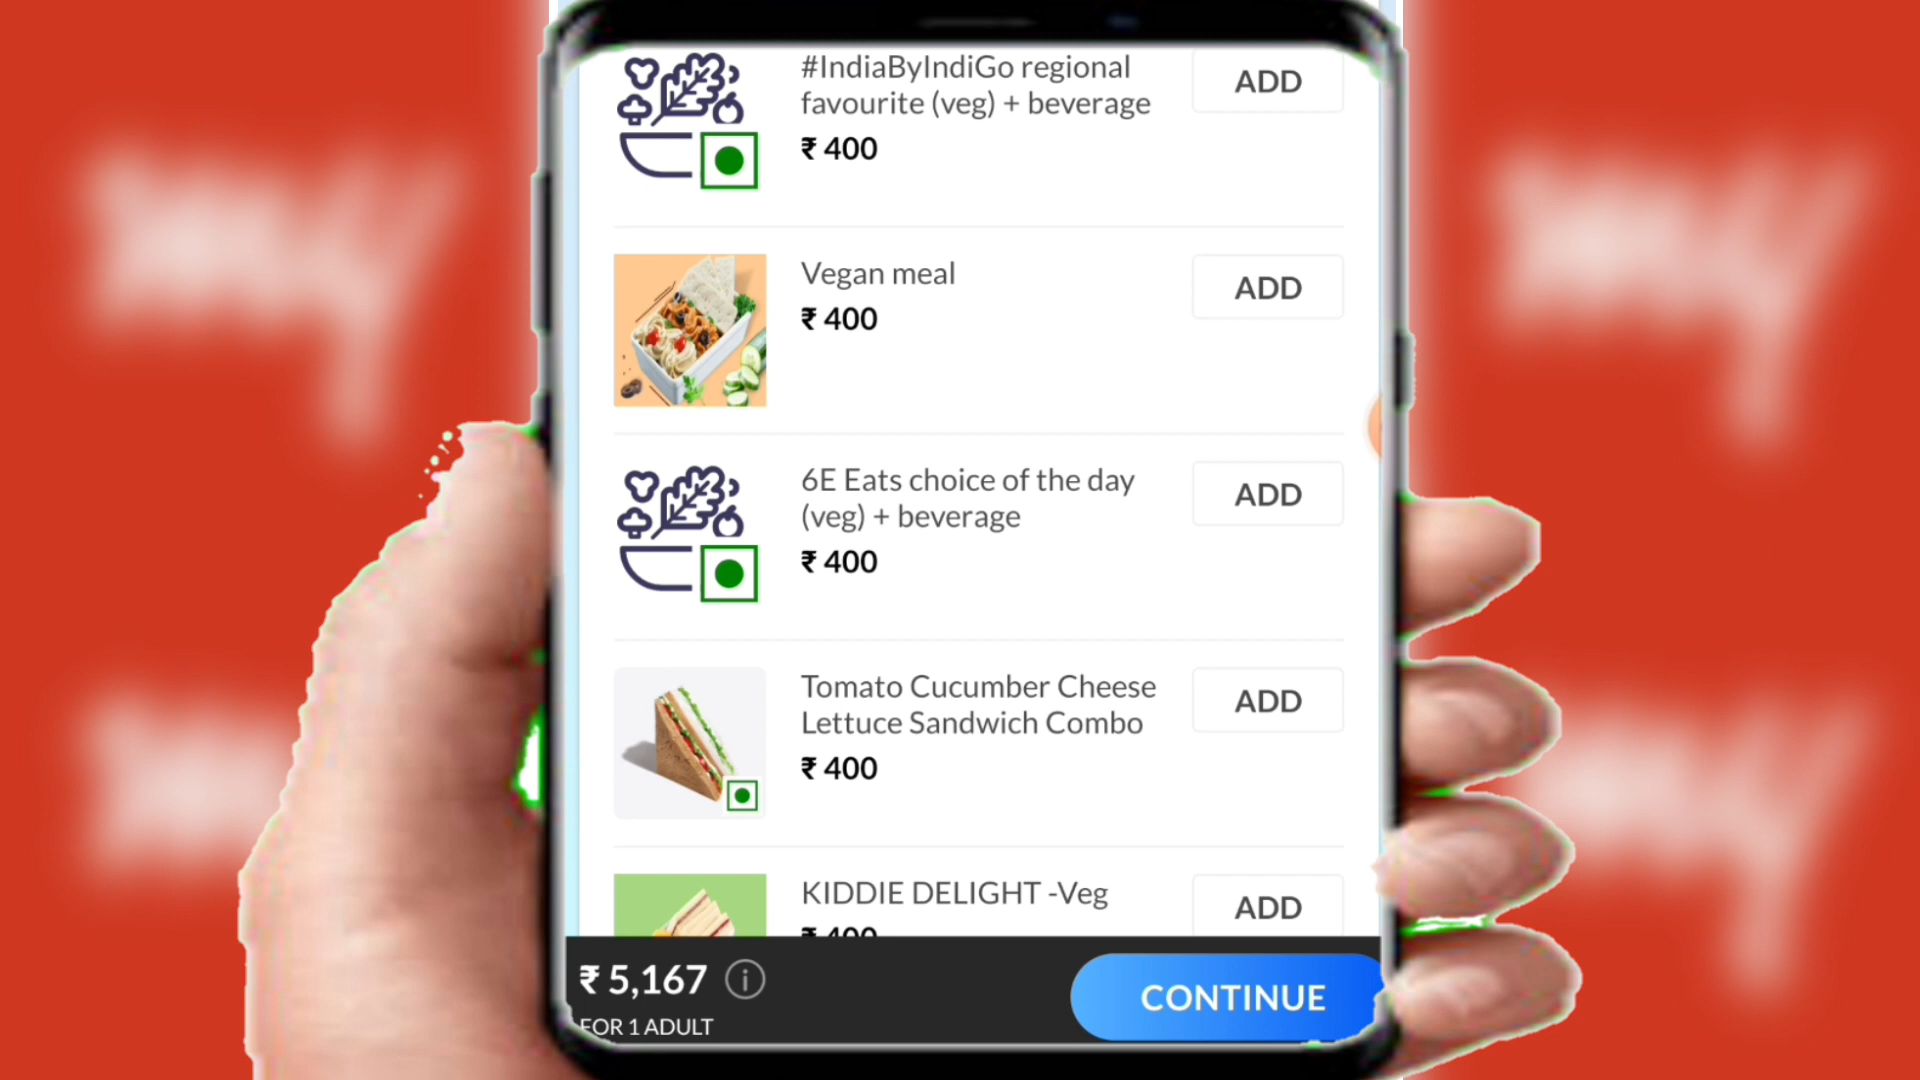 #IndiaByIndiGo regional
favourite (veg) + beverage
₹ 400
ADD
Vegan meal
₹ 400
ADD
6E Eats choice of the day
(veg) + beverage
₹ 400
ADD
Tomato Cucumber Cheese
Lettuce Sandwich Combo
₹ 400
ADD
KIDDIE DELIGHT -Veg
₹ 400
ADD
₹ 5,167
FOR 1 ADULT
CONTINUE